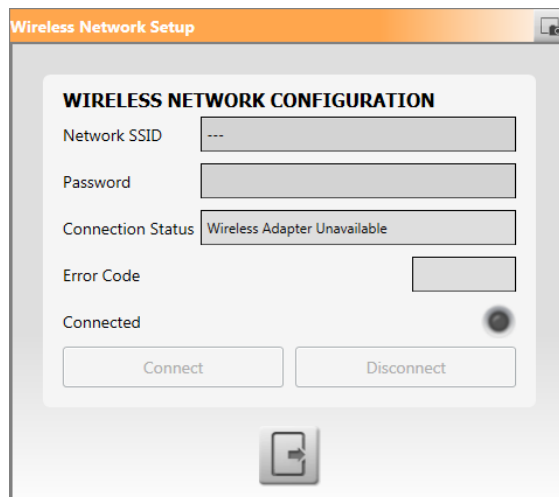 Wireless Network Setup
WIRELESS NETWORK CONFIGURATION
Network SSID ---
Password
Connection Status Wireless Adapter Unavailable
Error Code
Connected
Connect Disconnect